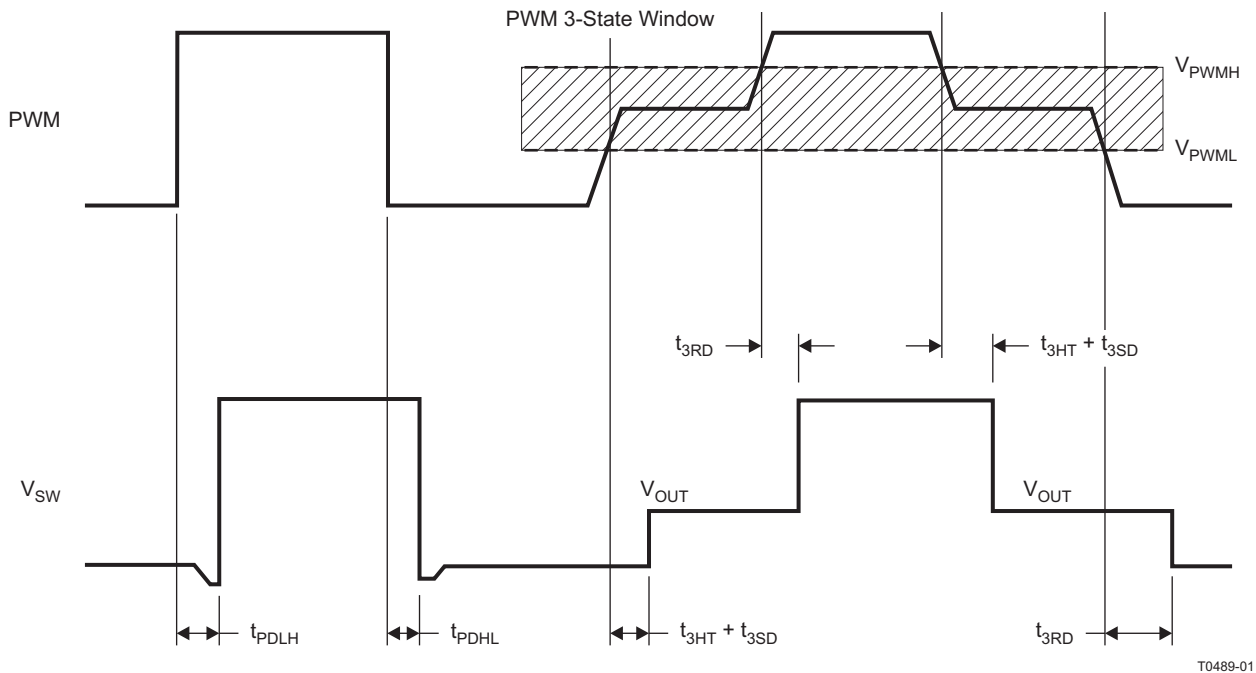 PWM 3-State Window
V_PWMH
PWM
V_PWML
t_3RD
t_3HT + t_3SD
V_SW
V_OUT
V_OUT
t_PDLH
t_PDHL
t_3HT + t_3SD
t_3RD
T0489-01